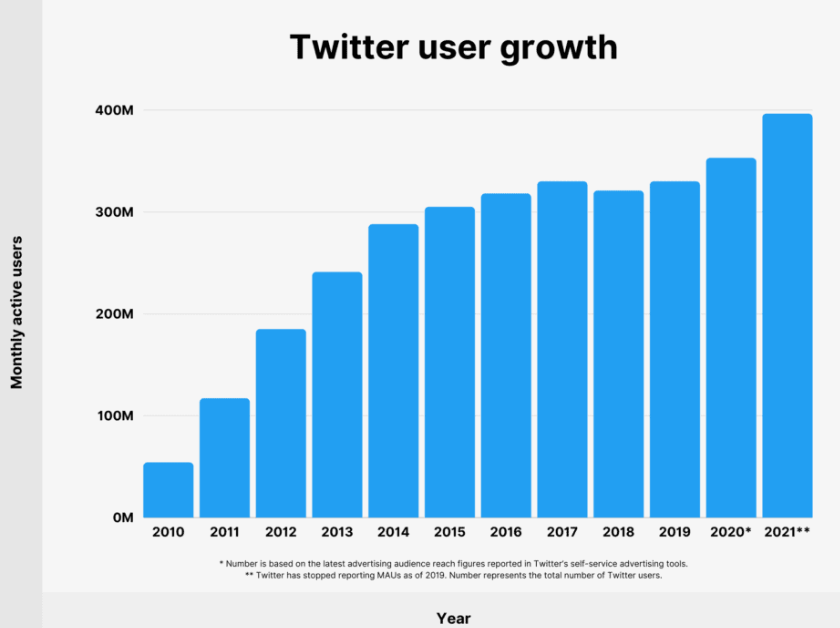 Twitter user growth
Monthly active users
400M
300M
200M
100M
0M
2010 2011 2012 2013 2014 2015 2016 2017 2018 2019 2020* 2021**
* Number is based on the latest advertising audience reach figures reported in Twitter's self-service advertising tools.
** Twitter has stopped reporting MAUs as of 2019. Number represents the total number of Twitter users.
Year